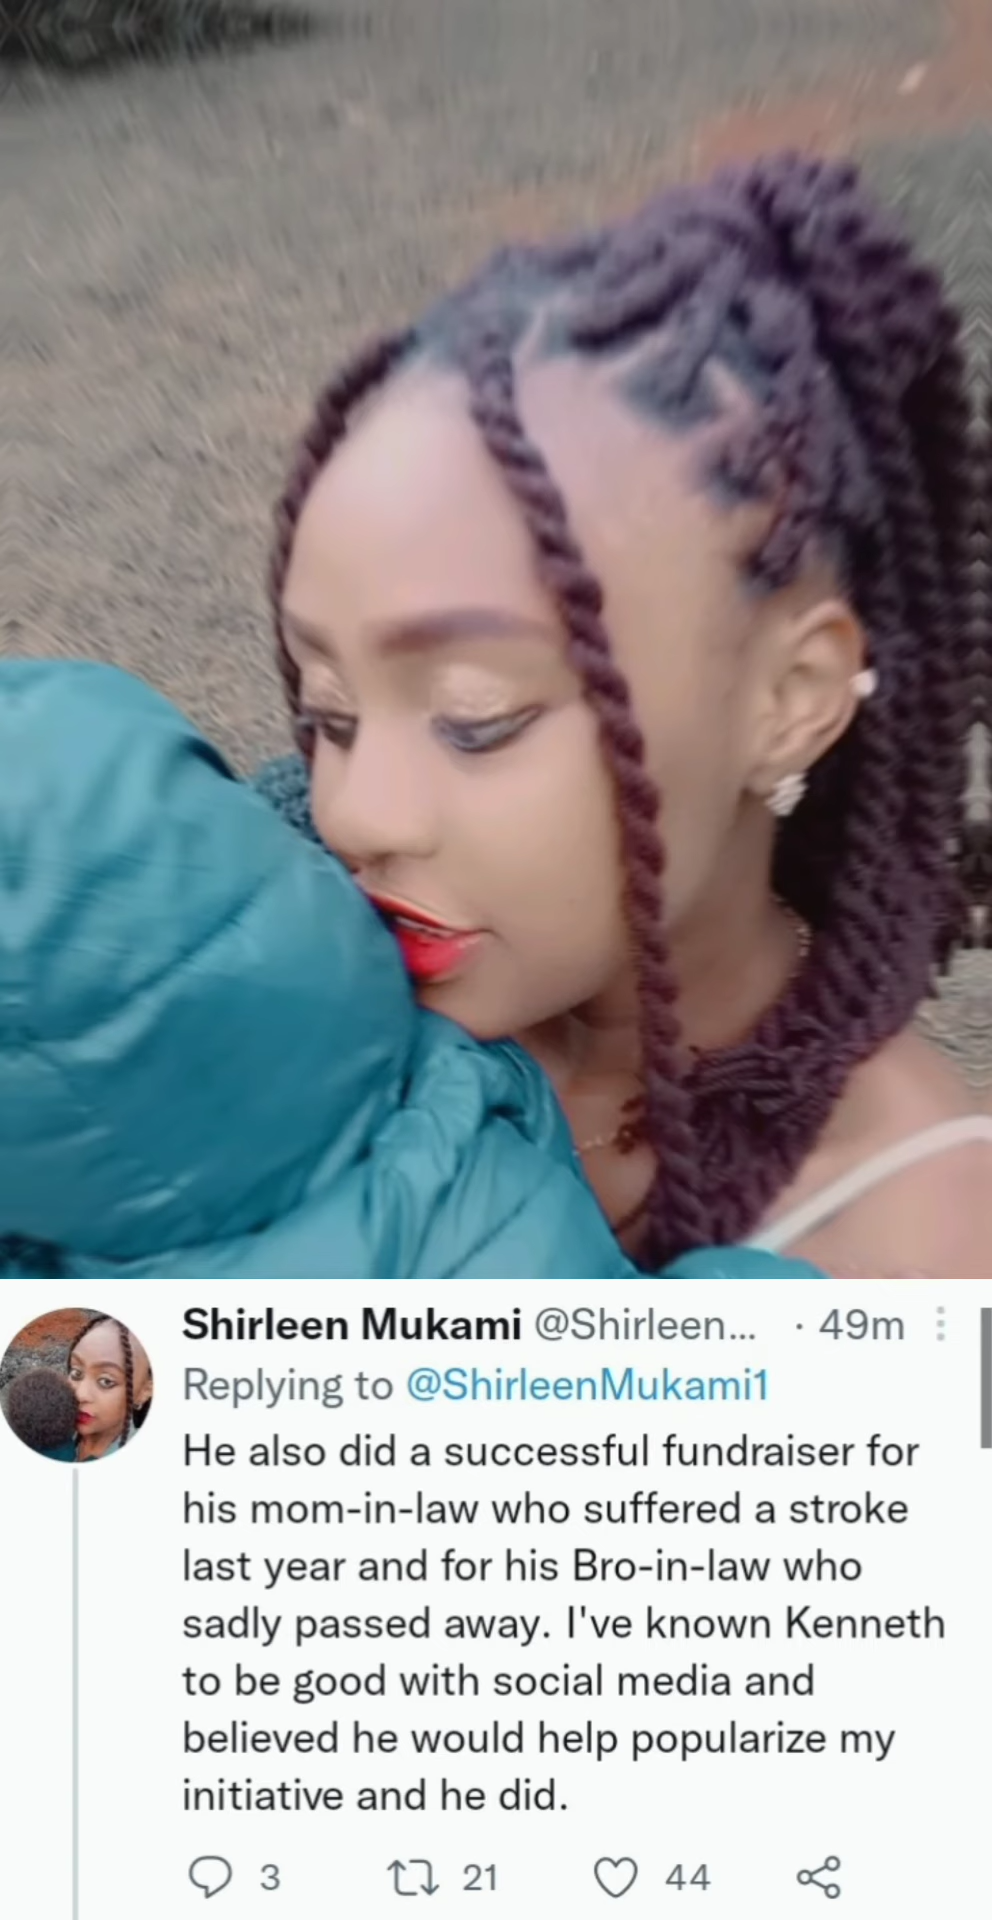 Shirleen Mukami @Shirleen... · 49m
Replying to @ShirleenMukami1
He also did a successful fundraiser for
his mom-in-law who suffered a stroke
last year and for his Bro-in-law who
sadly passed away. I've known Kenneth
to be good with social media and
believed he would help popularize my
initiative and he did.
3 21 44